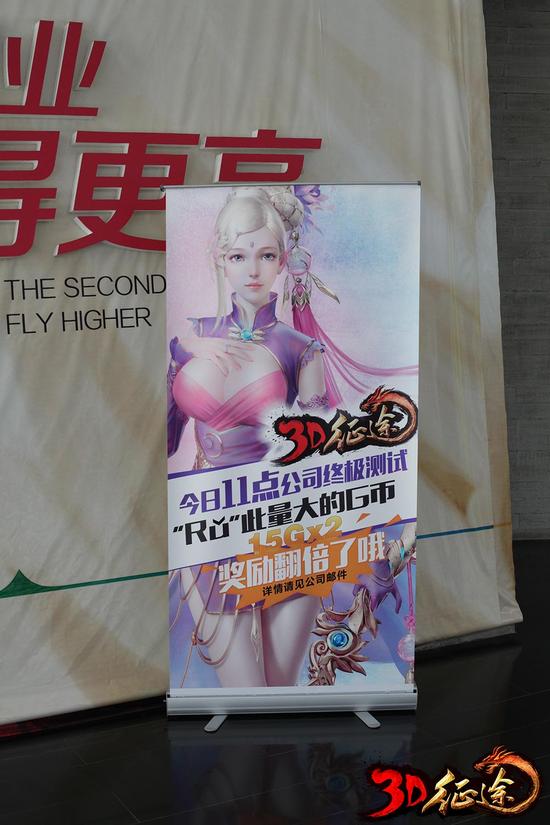 业
得更高
THE SECOND
FLY HIGHER
3D征途
今日11点公司终极测试
“Rǔ”此量大的G币
15G×2
奖励翻倍了哦
详情请见公司邮件
3D征途